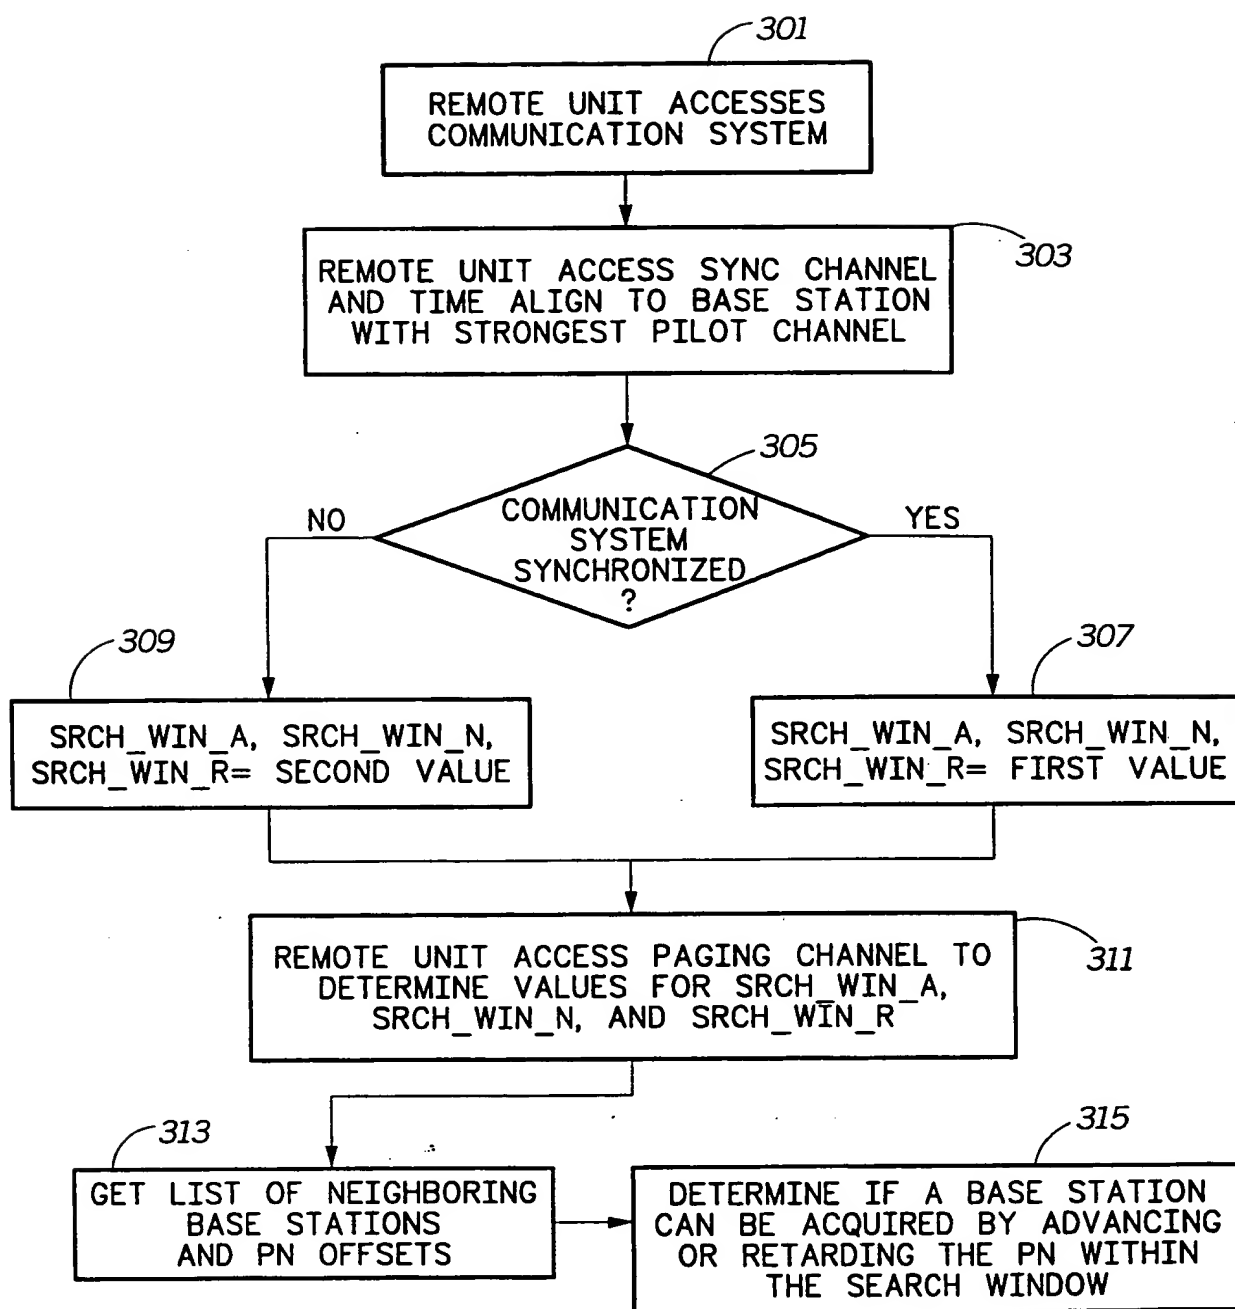 301
REMOTE UNIT ACCESSES
COMMUNICATION SYSTEM
303
REMOTE UNIT ACCESS SYNC CHANNEL
AND TIME ALIGN TO BASE STATION
WITH STRONGEST PILOT CHANNEL
305
COMMUNICATION
SYSTEM
SYNCHRONIZED
?
NO
YES
309
SRCH_WIN_A, SRCH_WIN_N,
SRCH_WIN_R= SECOND VALUE
307
SRCH_WIN_A, SRCH_WIN_N,
SRCH_WIN_R= FIRST VALUE
311
REMOTE UNIT ACCESS PAGING CHANNEL TO
DETERMINE VALUES FOR SRCH_WIN_A,
SRCH_WIN_N, AND SRCH_WIN_R
313
GET LIST OF NEIGHBORING
BASE STATIONS
AND PN OFFSETS
315
DETERMINE IF A BASE STATION
CAN BE ACQUIRED BY ADVANCING
OR RETARDING THE PN WITHIN
THE SEARCH WINDOW